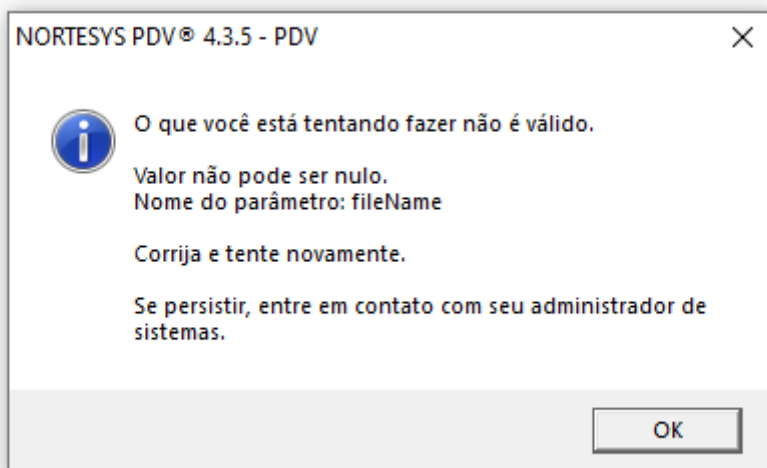 NORTESYS PDV® 4.3.5 - PDV
O que você está tentando fazer não é válido.
Valor não pode ser nulo.
Nome do parâmetro: fileName
Corrija e tente novamente.
Se persistir, entre em contato com seu administrador de
sistemas.
OK